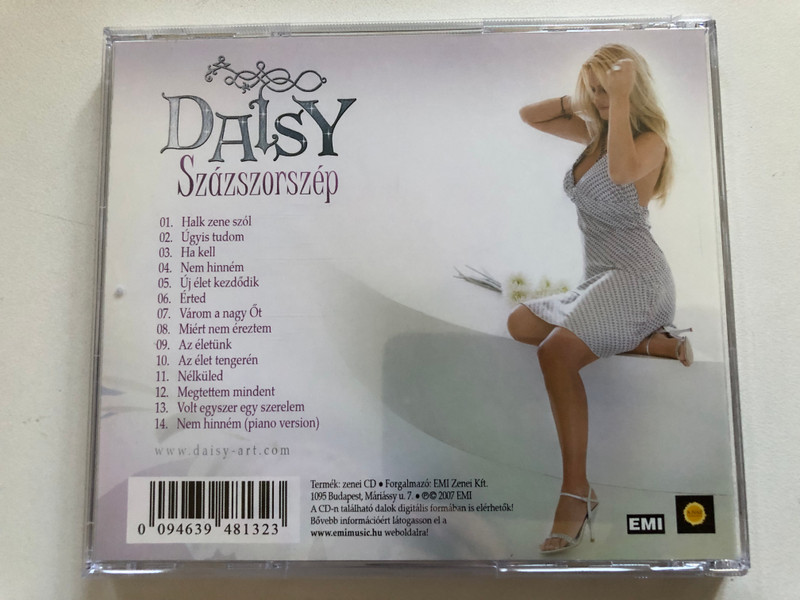 DAISY
Százszorszép
01. Halk zene szól
02. Úgyis tudom
03. Ha kell
04. Nem hinném
05. Új élet kezdődik
06. Érted
07. Várom a nagy Őt
08. Miért nem éreztem
09. Az életünk
10. Az élet tengerén
11. Nélküled
12. Megtettem mindent
13. Volt egyszer egy szerelem
14. Nem hinném (piano version)
www.daisy-art.com
0 094639 481323
Termék: zenei CD • Forgalmazó: EMI Zenei Kft.
1095 Budapest, Máriássy u. 7. • ℗© 2007 EMI
A CD-n található dalok digitális formában is elérhetők!
Bővebb információért látogasson el a
www.emimusic.hu weboldalra!
EMI